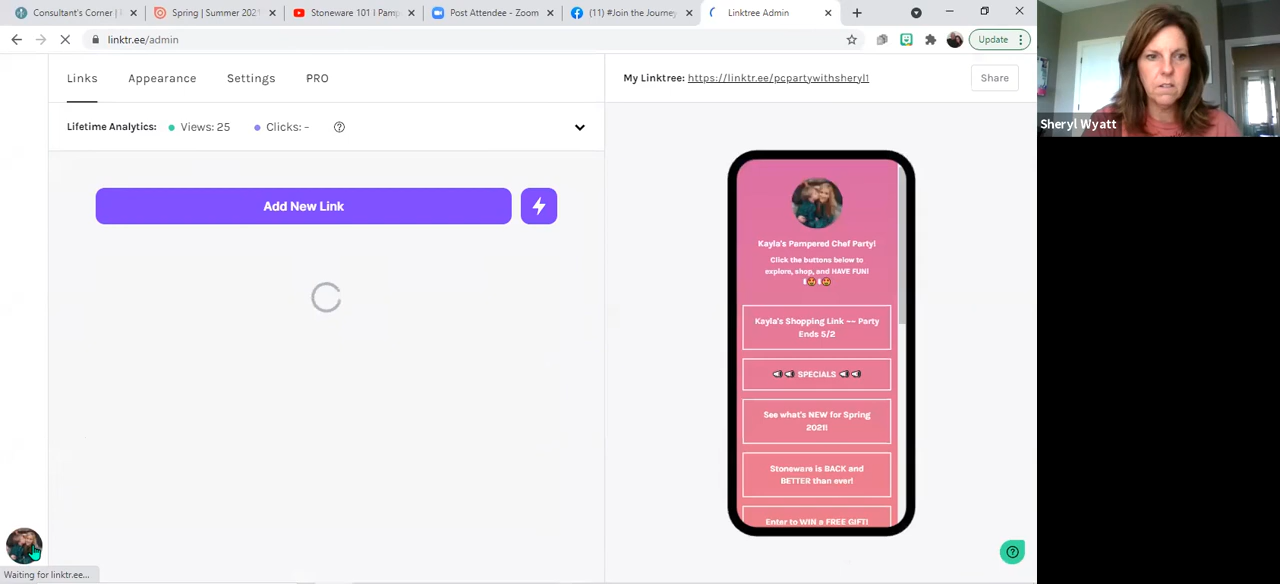 Consultant's Corner | P
Spring | Summer 2021
Stoneware 101 I Pamp
Post Attendee - Zoom
(11) #Join the Journey
Linktree Admin
linktr.ee/admin
Update
Links Appearance Settings PRO
My Linktree: https://linktr.ee/pcpartywithsheryl1
Share
Lifetime Analytics: Views: 25 Clicks: -
Add New Link
Kayla's Pampered Chef Party!
Click the buttons below to
explore, shop, and HAVE FUN!
Kayla's Shopping Link -- Party
Ends 5/2
SPECIALS
See what's NEW for Spring
2021!
Stoneware is BACK and
BETTER than ever!
Enter to WIN a FREE GIFT!
Waiting for linktr.ee...
Sheryl Wyatt